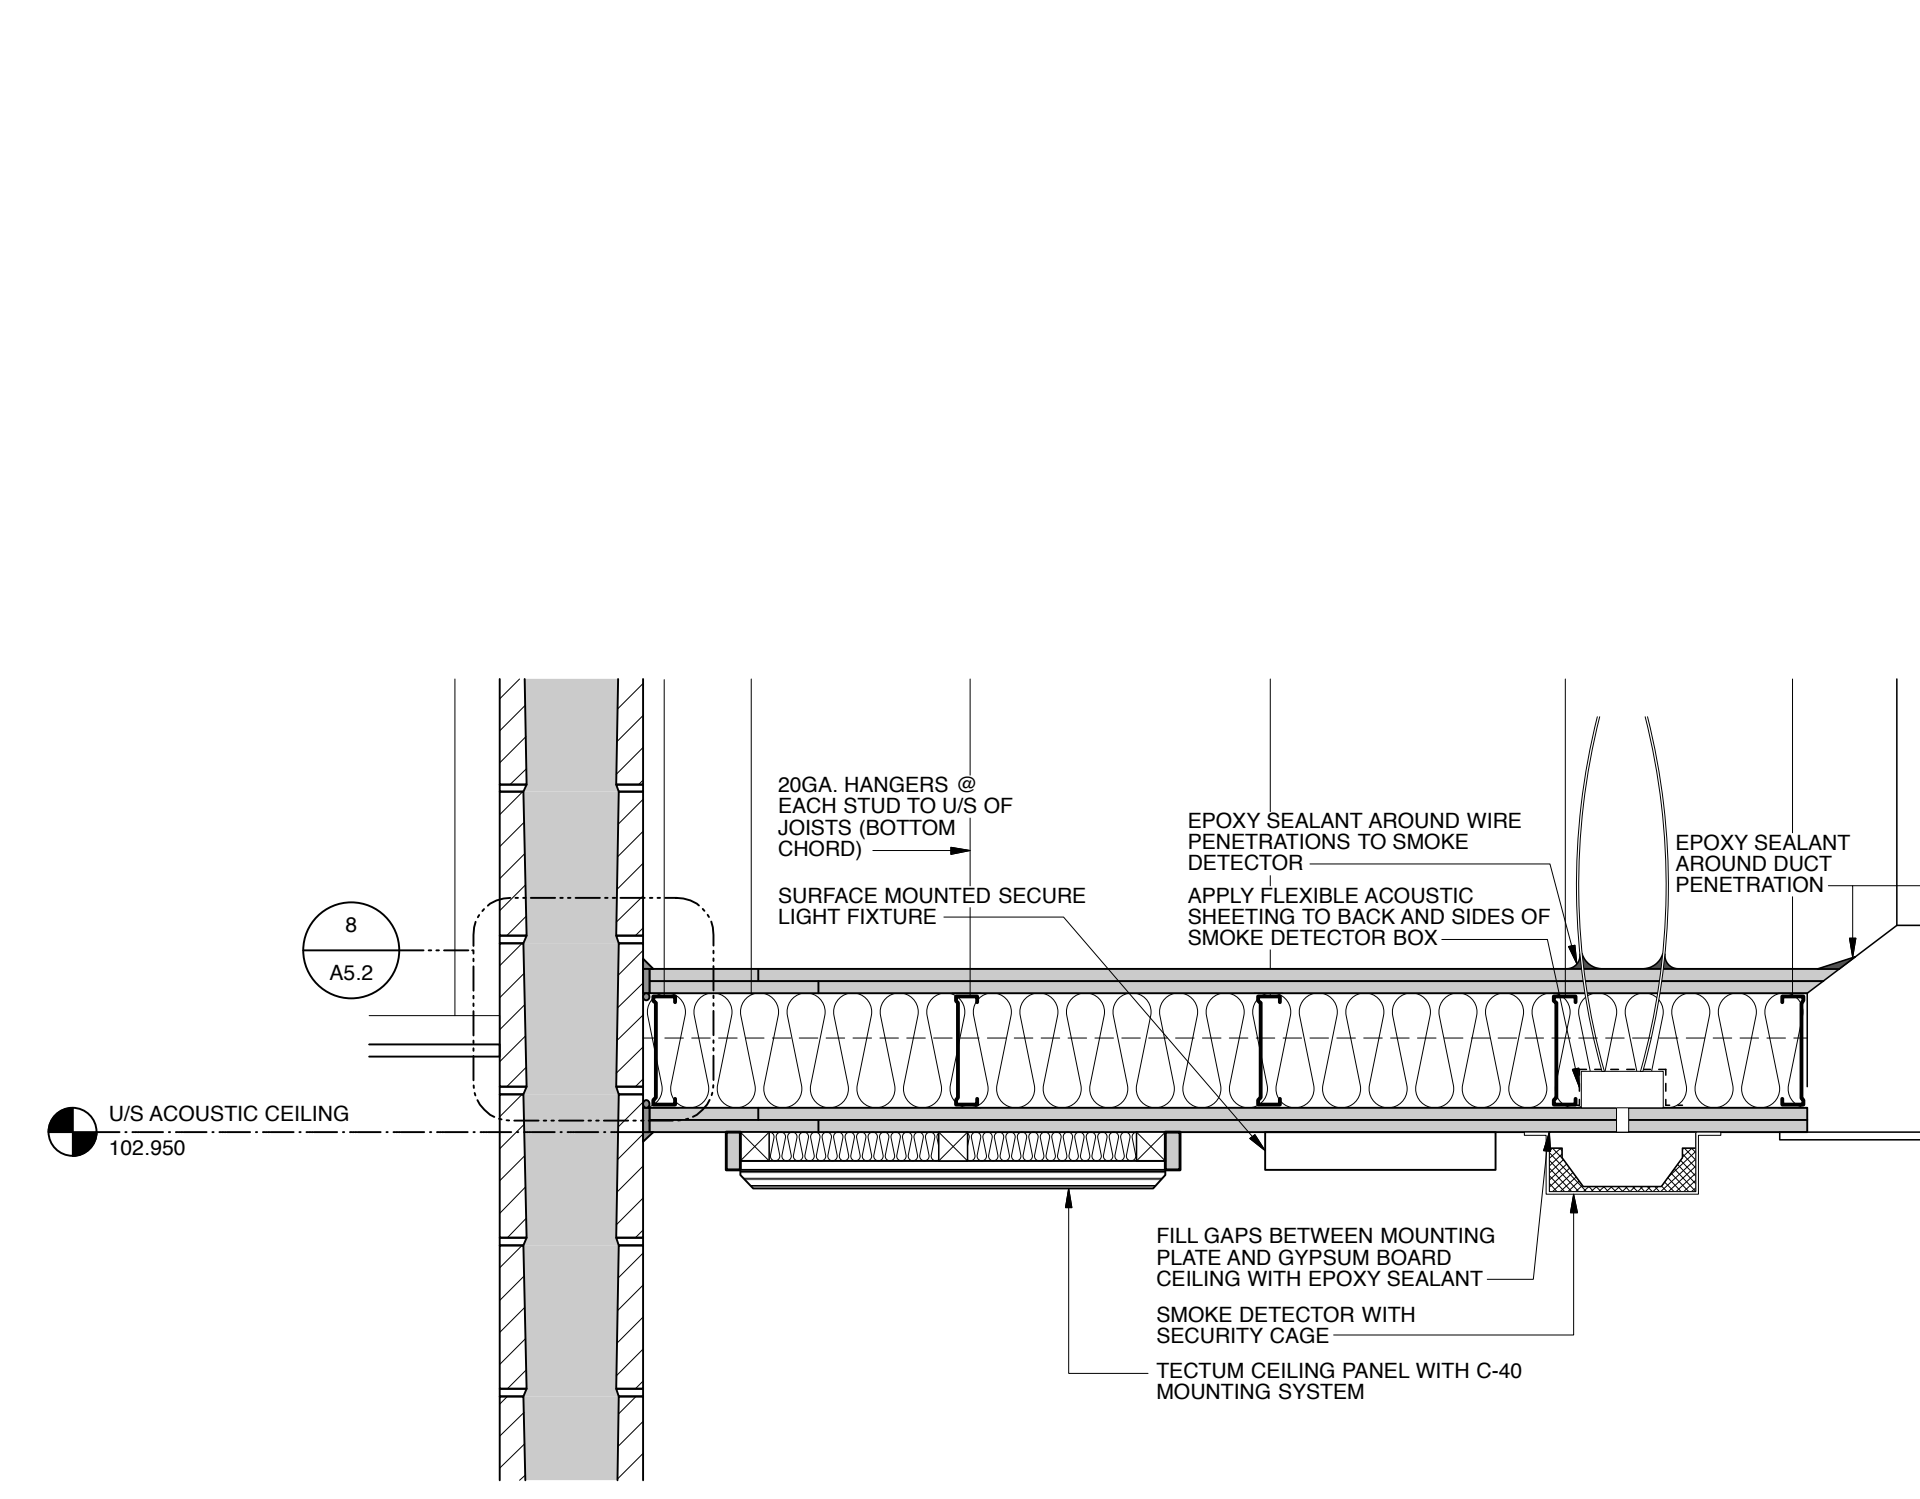 20GA. HANGERS @
EACH STUD TO U/S OF
JOISTS (BOTTOM
CHORD)
SURFACE MOUNTED SECURE
LIGHT FIXTURE
EPOXY SEALANT AROUND WIRE
PENETRATIONS TO SMOKE
DETECTOR
APPLY FLEXIBLE ACOUSTIC
SHEETING TO BACK AND SIDES OF
SMOKE DETECTOR BOX
EPOXY SEALANT
AROUND DUCT
PENETRATION
8
A5.2
U/S ACOUSTIC CEILING
102.950
FILL GAPS BETWEEN MOUNTING
PLATE AND GYPSUM BOARD
CEILING WITH EPOXY SEALANT
SMOKE DETECTOR WITH
SECURITY CAGE
TECTUM CEILING PANEL WITH C-40
MOUNTING SYSTEM